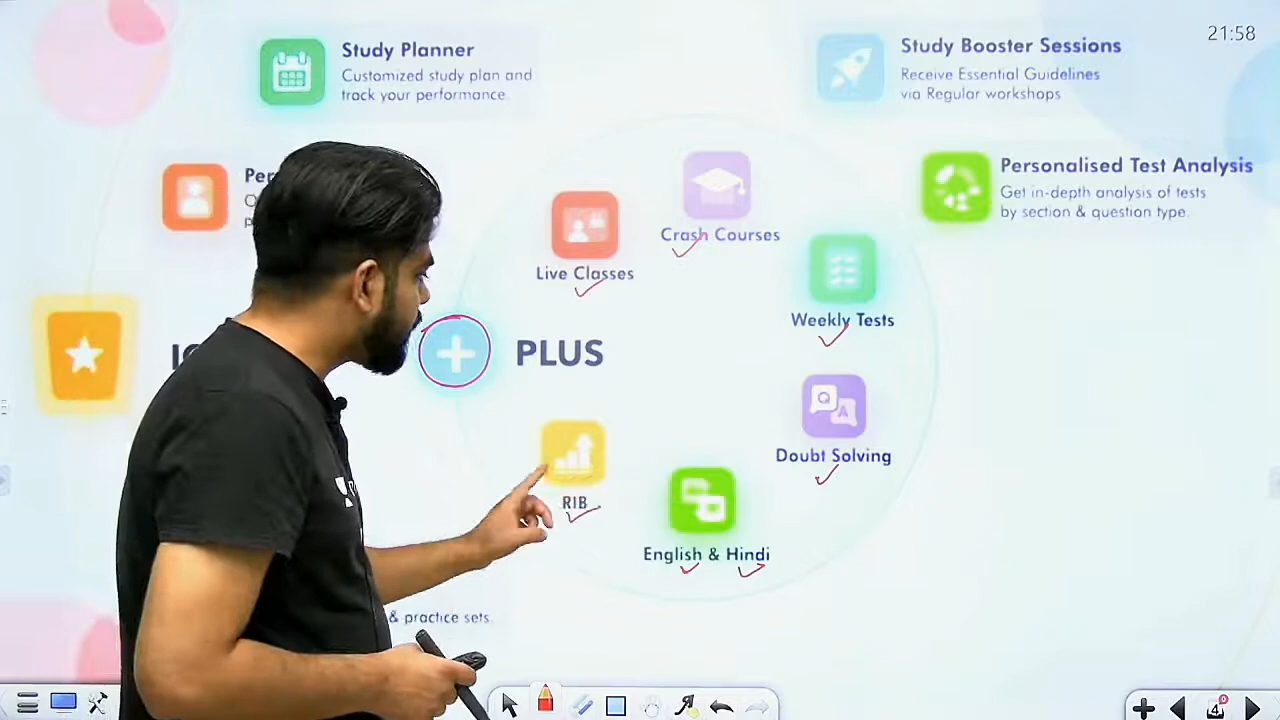 21:58
Study Planner
Customized study plan and
track your performance.
Study Booster Sessions
Receive Essential Guidelines
via Regular workshops
Personalised Test Analysis
Get in-depth analysis of tests
by section & question type.
Crash Courses
Live Classes
Weekly Tests
PLUS
Q
A
Doubt Solving
RIB
English & Hindi
& practice sets.
4